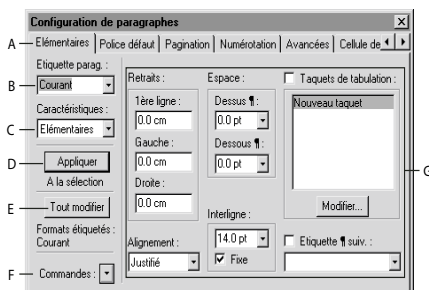 Configuration de paragraphes
A Elémentaires Police défaut Pagination Numérotation Avancées Cellule de
Etiquette parag. :
B Courant
Caractéristiques :
C Elémentaires
D Appliquer
A la sélection
E Tout modifier
Formats étiquetés :
Courant
F Commandes :
Retraits :
1ère ligne :
0.0 cm
Gauche :
0.0 cm
Droite :
0.0 cm
Alignement :
Justifié
Espace :
Dessus ¶ :
0.0 pt
Dessous ¶ :
0.0 pt
Interligne :
14.0 pt
Fixe
Taquets de tabulation :
Nouveau taquet
G
Modifier...
Etiquette ¶ suiv. :